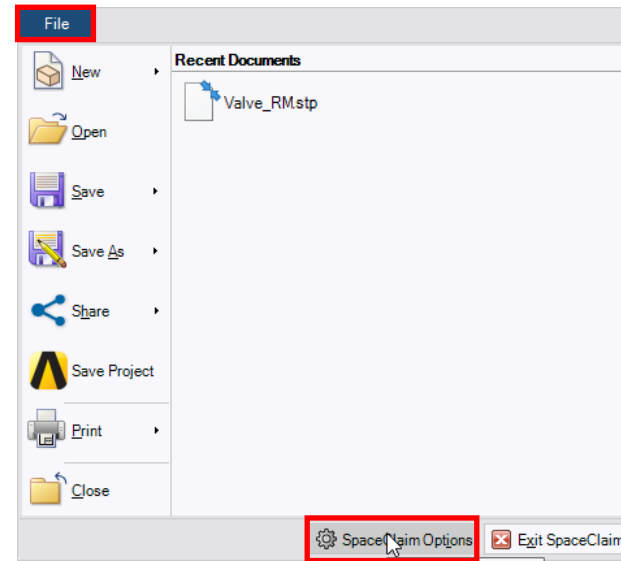 File
New
Recent Documents
Valve_RM.stp
Open
Save
Save As
Share
Save Project
Print
Close
SpaceClaim Options
Exit SpaceClaim